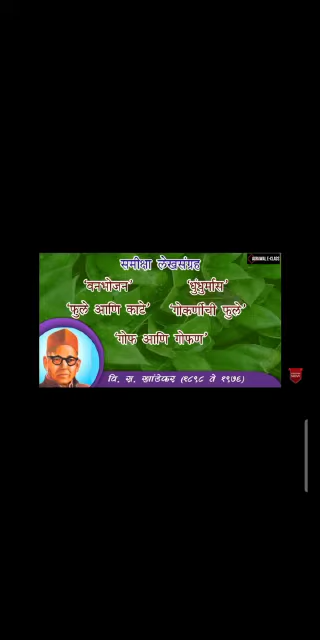 समीक्षा लेखसंग्रह
'वनभोजन' 'धुंधुर्मास'
'फुले आणि काटे' 'गोकर्णीची फुले'
'गोफ आणि गोफण'
वि. स. खांडेकर (१८९८ ते १९७६)